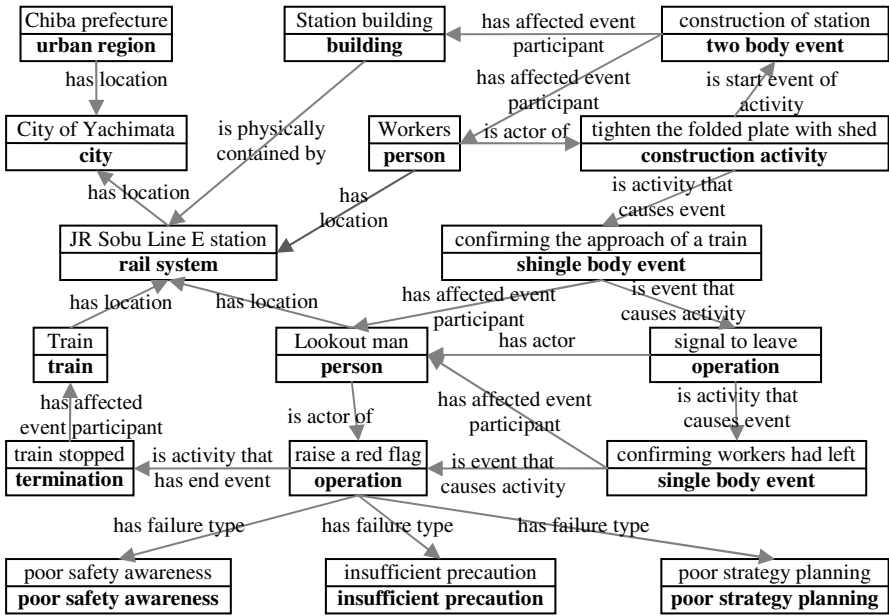 Chiba prefecture
urban region
has location
City of Yachimata
city
has location
Station building
building
is physically
contained by
has affected event
participant
construction of station
two body event
has affected event
participant
is start event of
activity
Workers
person
is actor of
tighten the folded plate with shed
construction activity
has
location
is activity that
causes event
JR Sobu Line E station
rail system
confirming the approach of a train
shingle body event
has location
has location
has affected event
participant
is event that
causes activity
Train
train
Lookout man
person
has actor
signal to leave
operation
has affected
event participant
is actor of
has affected event
participant
is activity that
causes event
train stopped
termination
is activity that
has end event
raise a red flag
operation
is event that
causes activity
confirming workers had left
single body event
has failure type
has failure type
has failure type
poor safety awareness
poor safety awareness
insufficient precaution
insufficient precaution
poor strategy planning
poor strategy planning